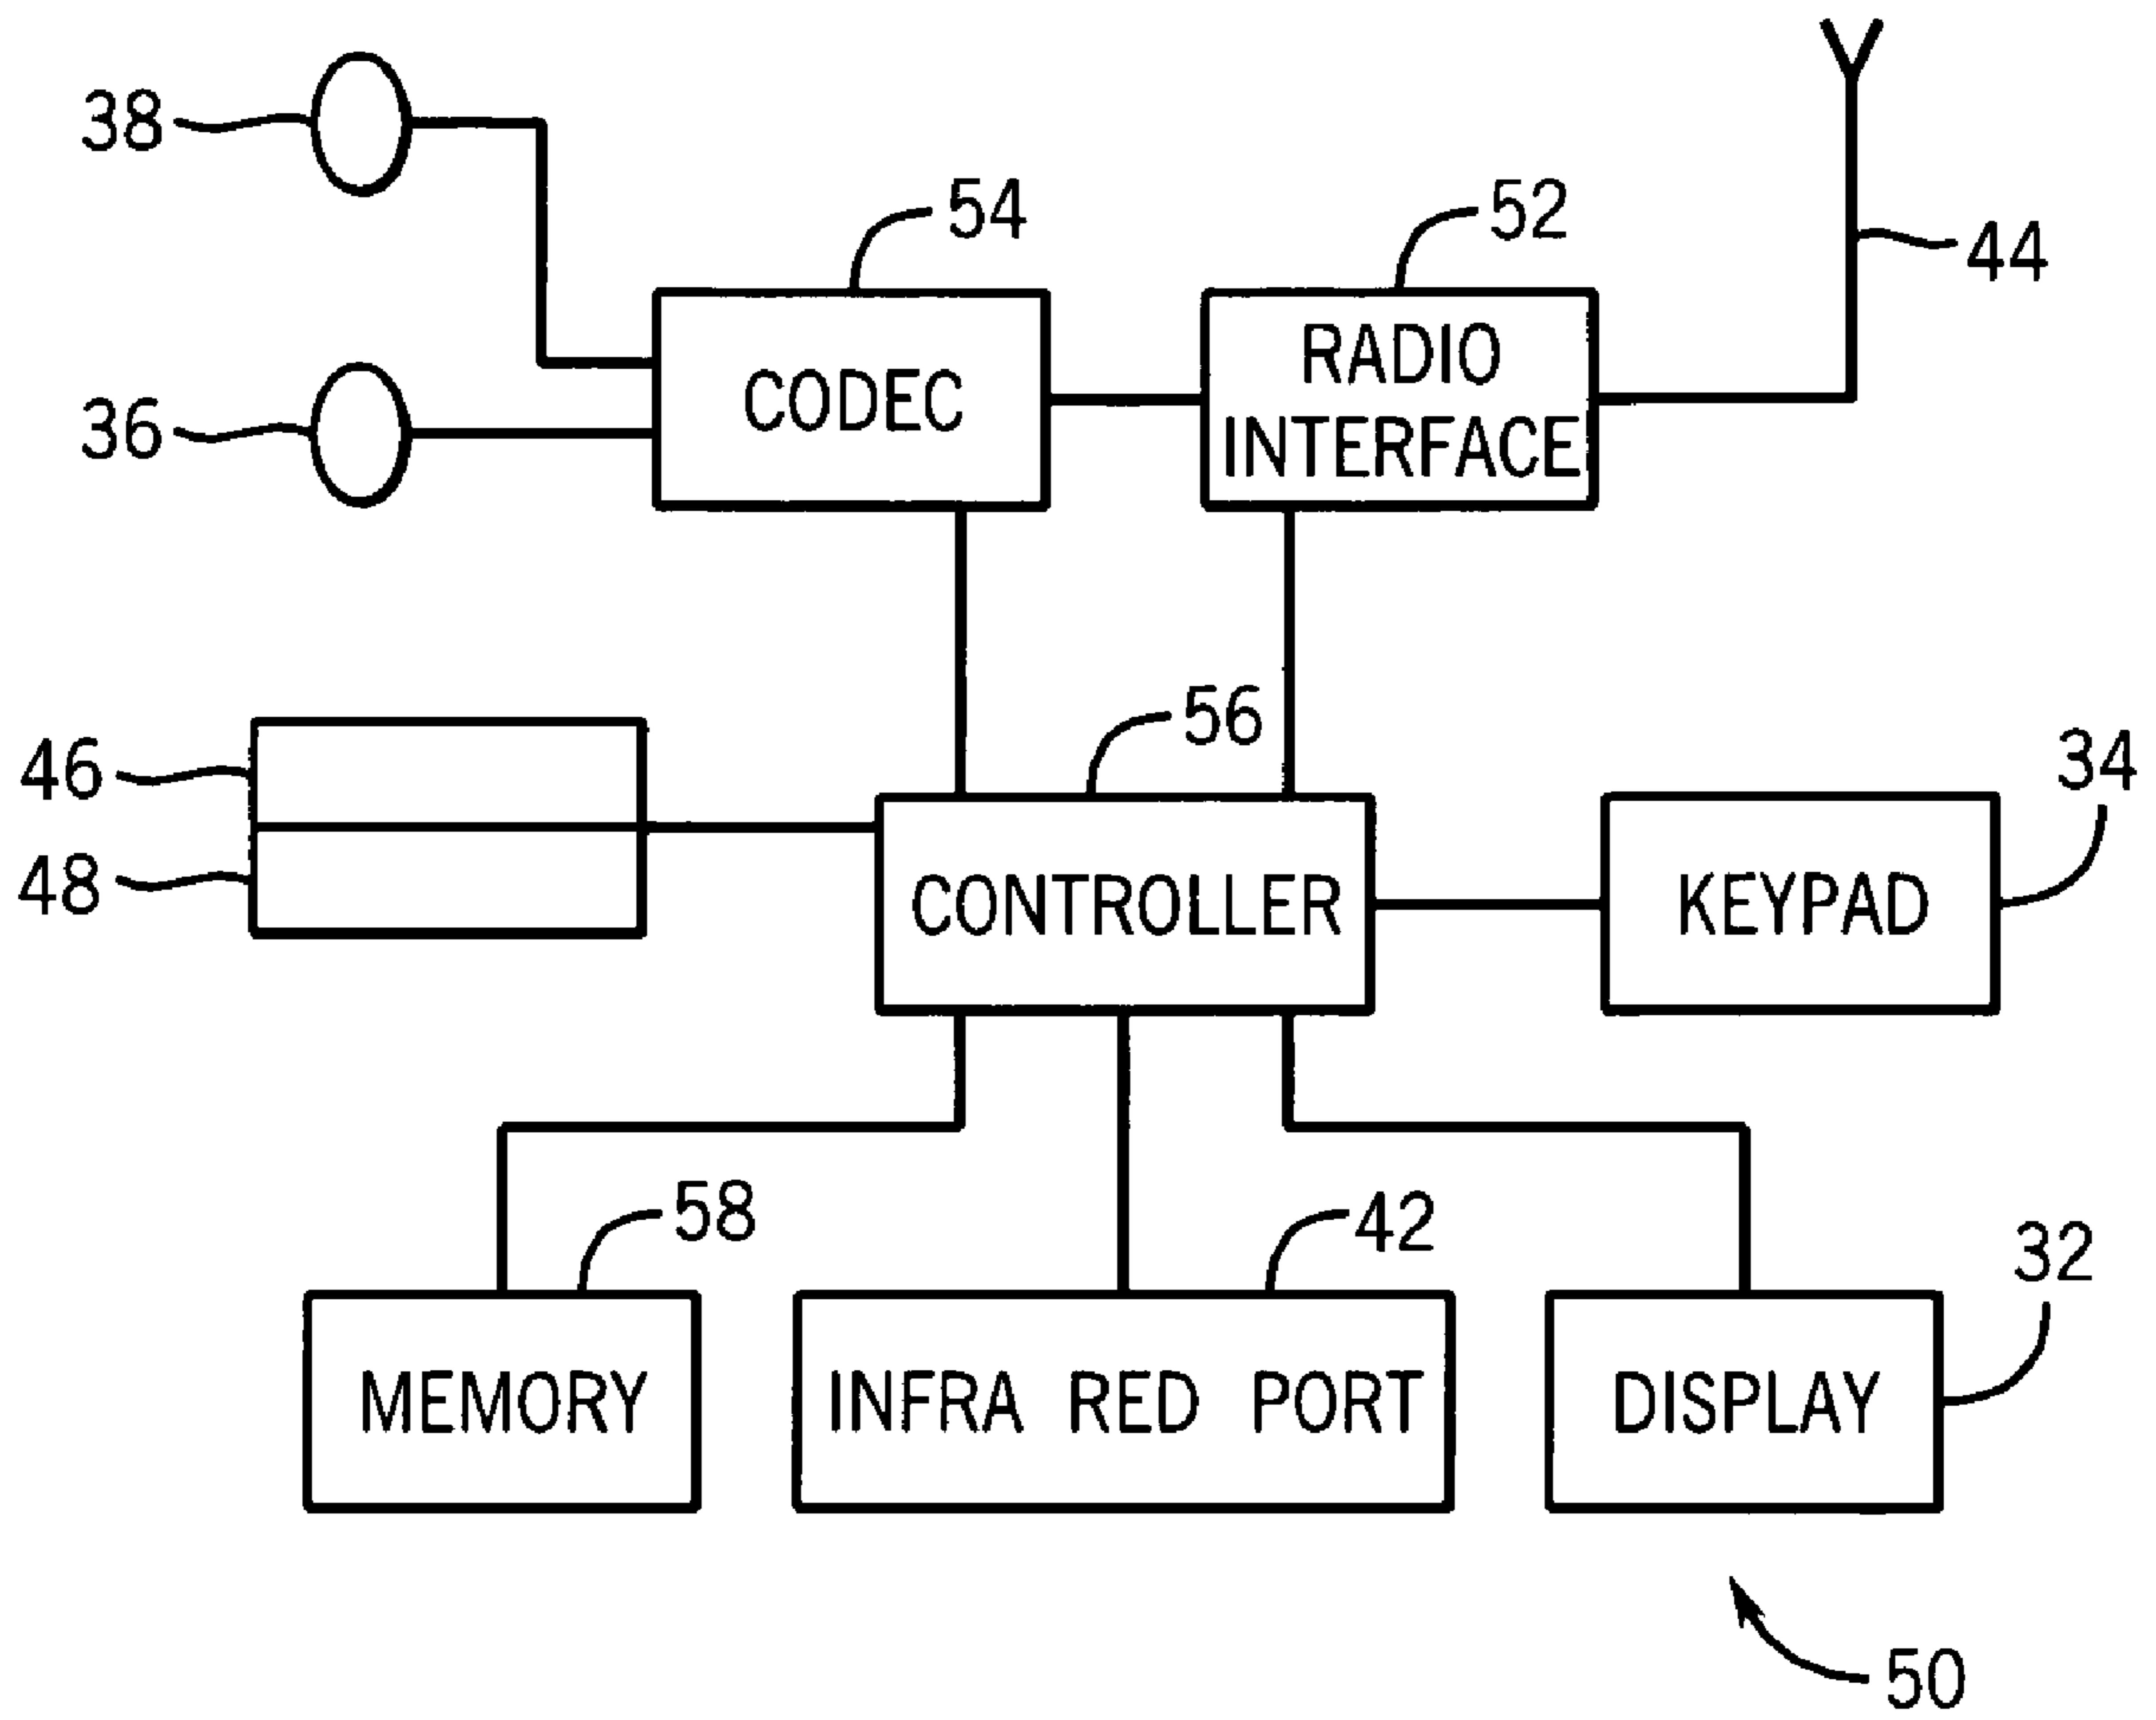 38
54
52
44
CODEC
RADIO
INTERFACE
36
56
46
34
48
CONTROLLER
KEYPAD
58
42
32
MEMORY
INFRA RED PORT
DISPLAY
50